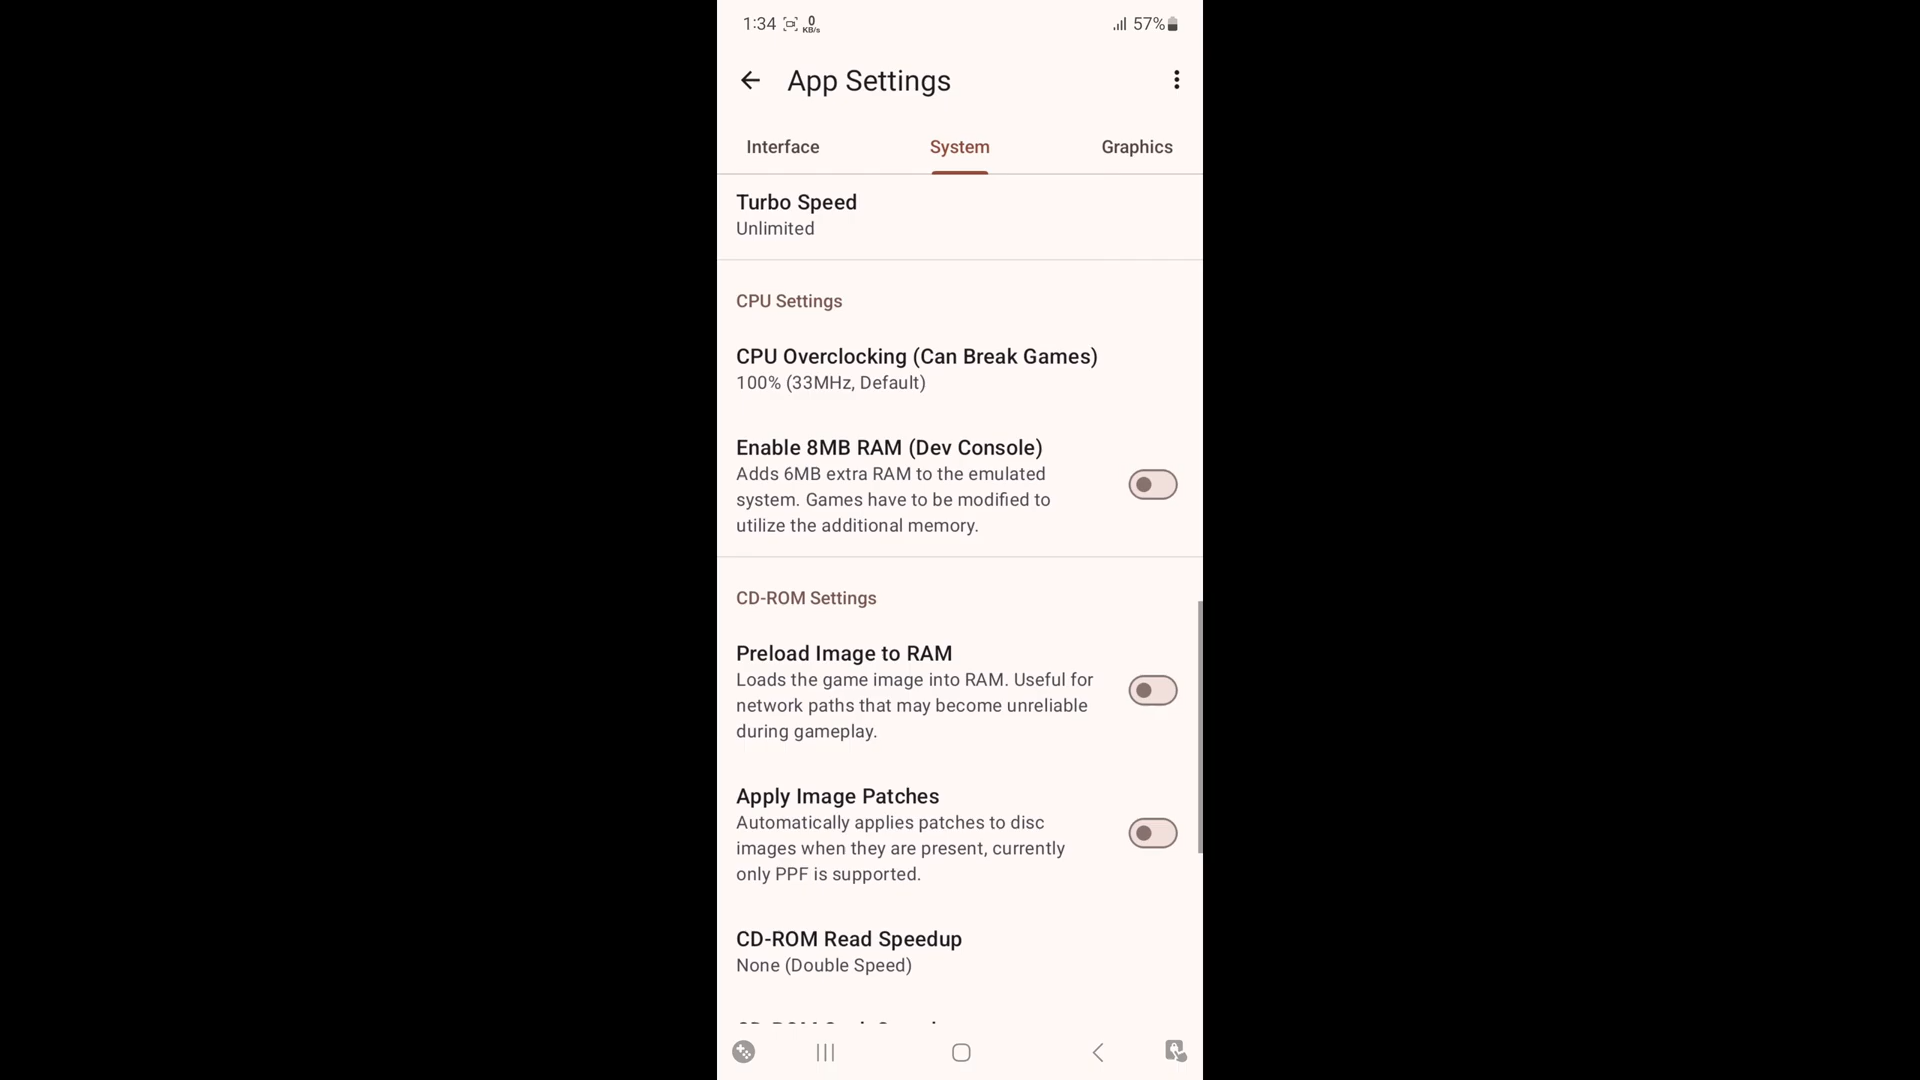 1:34 0 KB/s 57%
App Settings
Interface System Graphics
Turbo Speed
Unlimited
CPU Settings
CPU Overclocking (Can Break Games)
100% (33MHz, Default)
Enable 8MB RAM (Dev Console)
Adds 6MB extra RAM to the emulated
system. Games have to be modified to
utilize the additional memory.
CD-ROM Settings
Preload Image to RAM
Loads the game image into RAM. Useful for
network paths that may become unreliable
during gameplay.
Apply Image Patches
Automatically applies patches to disc
images when they are present, currently
only PPF is supported.
CD-ROM Read Speedup
None (Double Speed)